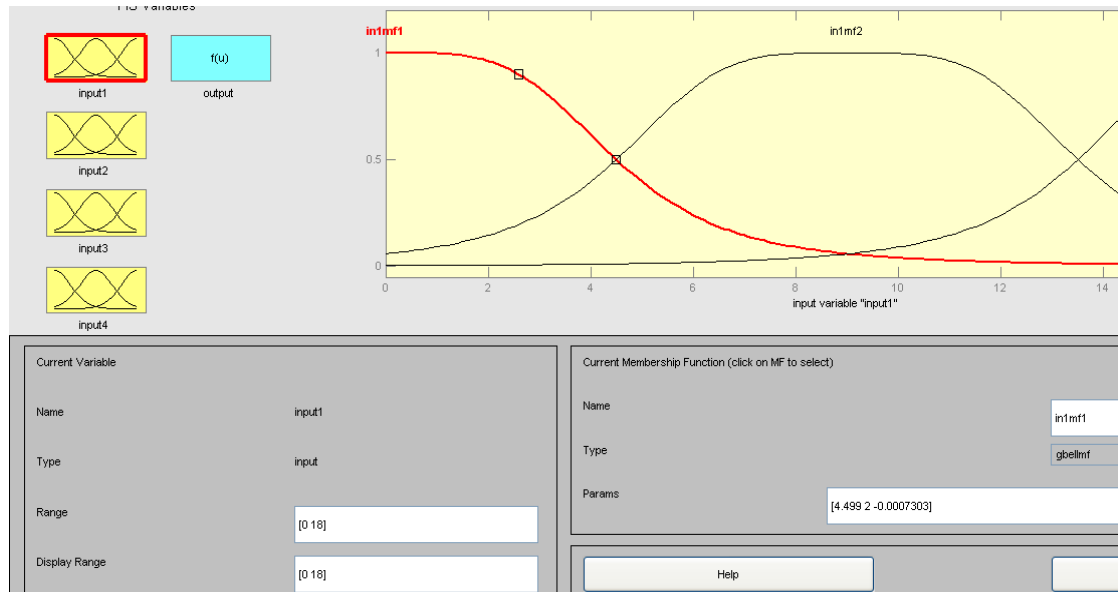 FIS Variables
input1
f(u)
output
input2
input3
input4
in1mf1
in1mf2
1
0.5
0
0 2 4 6 8 10 12 14
input variable "input1"
Current Variable
Name input1
Type input
Range [0 18]
Display Range [0 18]
Current Membership Function (click on MF to select)
Name in1mf1
Type gbellmf
Params [4.499 2 -0.0007303]
Help